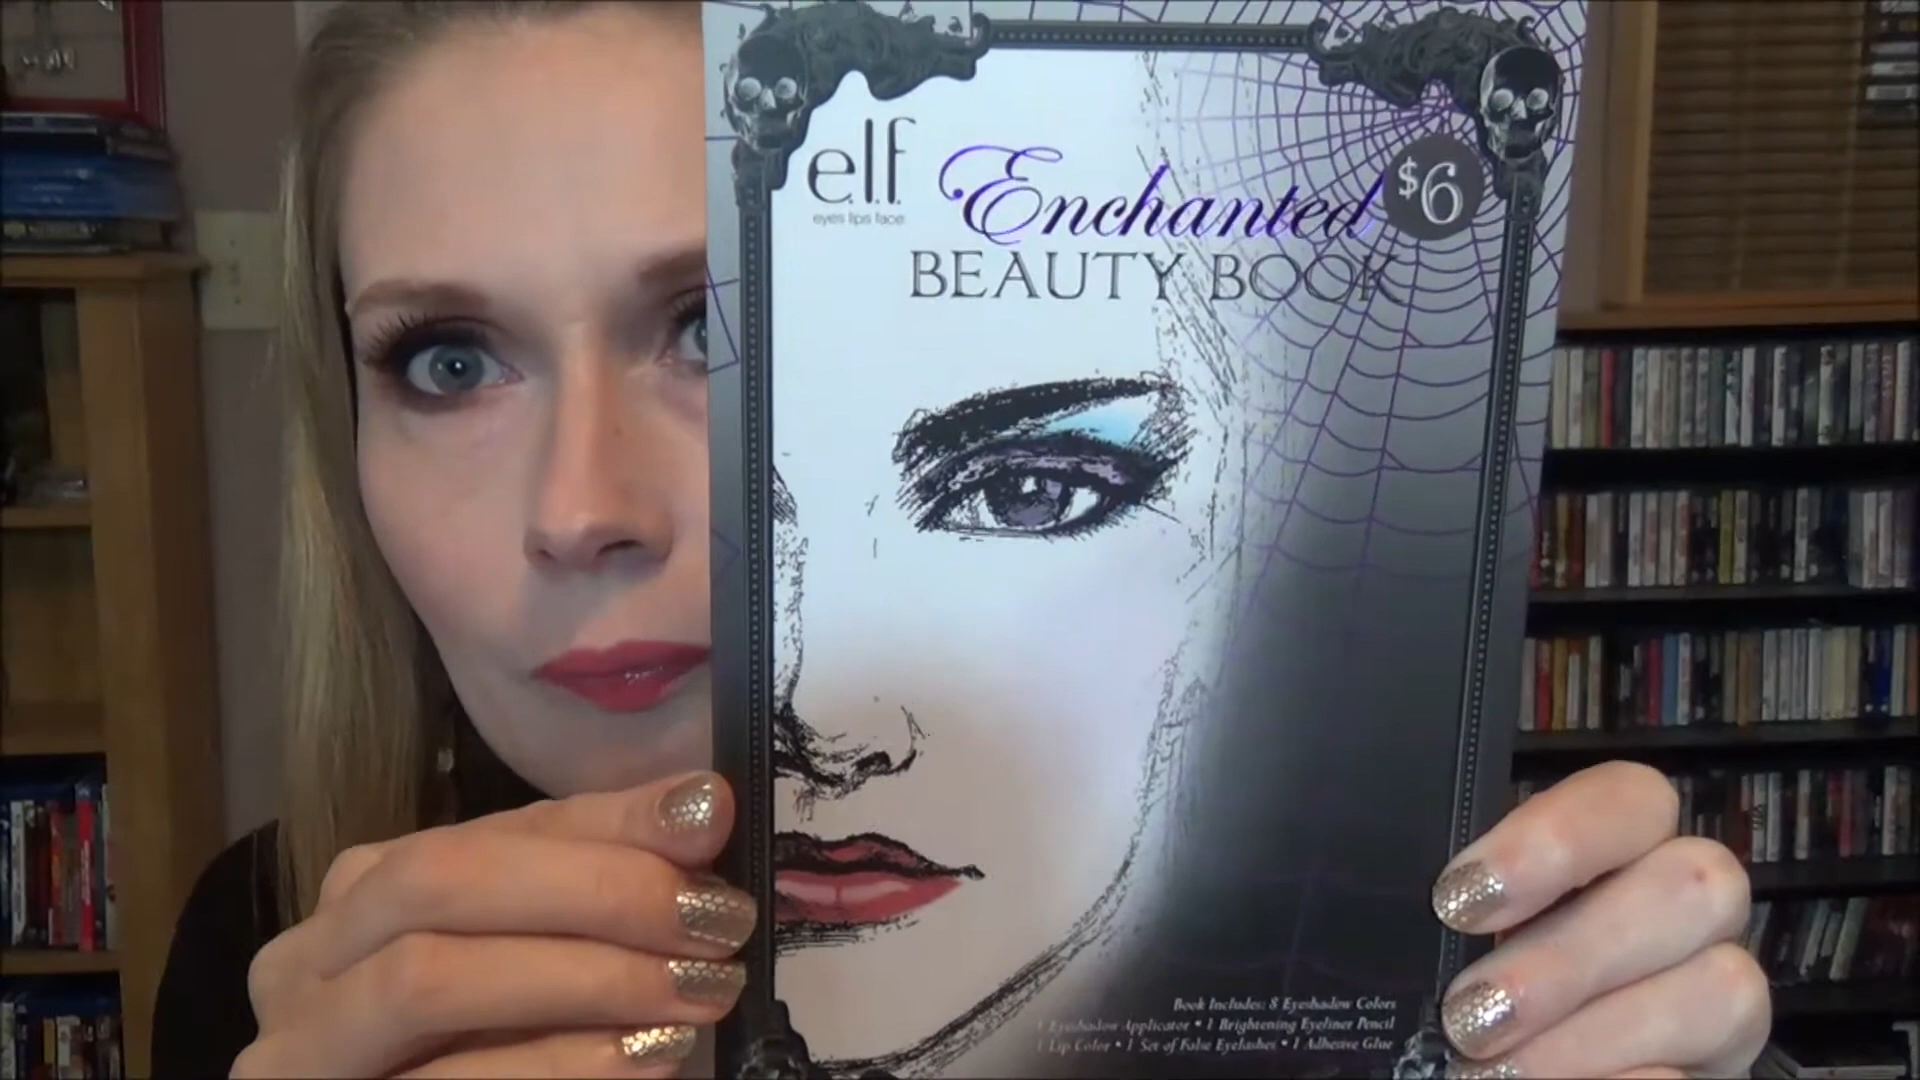 e.l.f.
eyes lips face
Enchanted
$6
BEAUTY BOOK
Book Includes: 8 Eyeshadow Colors
1 Eyeshadow Applicator • 1 Brightening Eyeliner Pencil
1 Lip Color • 1 Set of False Eyelashes • 1 Adhesive Glue